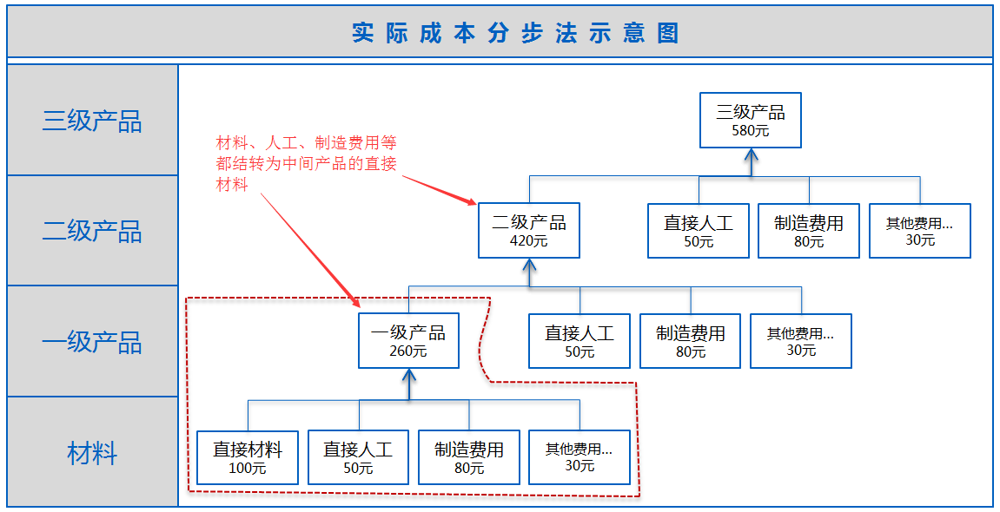 实际成本分步法示意图
三级产品
三级产品
580元
材料、人工、制造费用等
都结转为中间产品的直接
材料
二级产品
二级产品
420元
直接人工
50元
制造费用
80元
其他费用...
30元
一级产品
一级产品
260元
直接人工
50元
制造费用
80元
其他费用...
30元
材料
直接材料
100元
直接人工
50元
制造费用
80元
其他费用...
30元